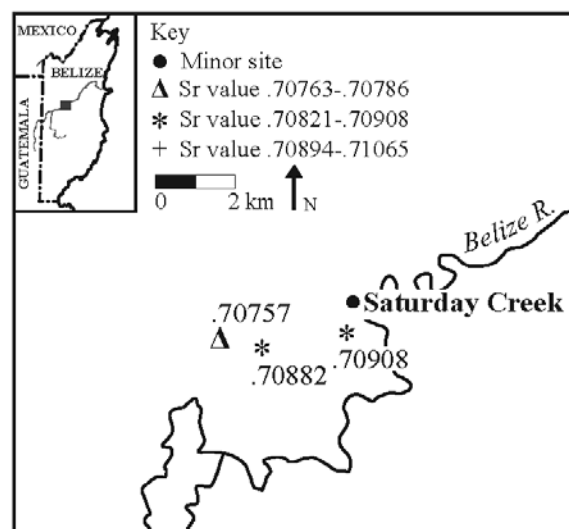 MEXICO
BELIZE
GUATEMALA
Key
Minor site
Sr value .70763-.70786
Sr value .70821-.70908
Sr value .70894-.71065
0 2 km
N
Belize R.
Saturday Creek
.70757
.70882
.70908